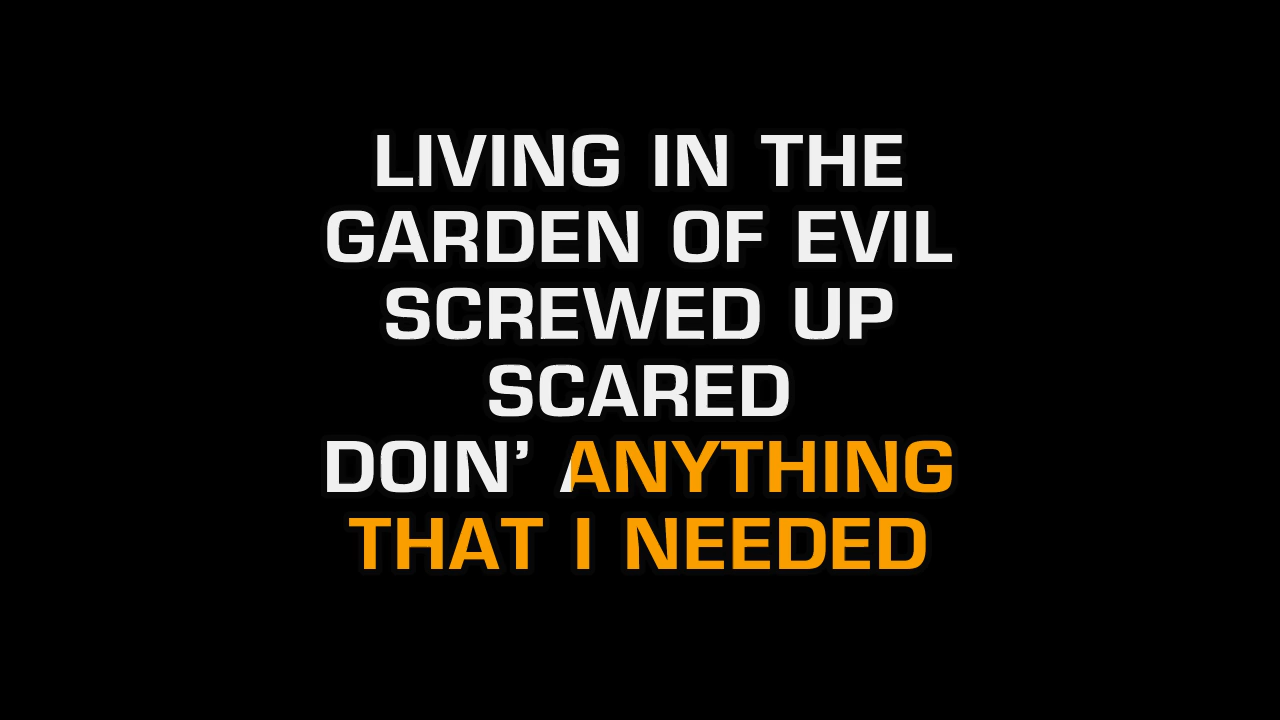 LIVING IN THE
GARDEN OF EVIL
SCREWED UP
SCARED
DOIN’ ANYTHING
THAT I NEEDED